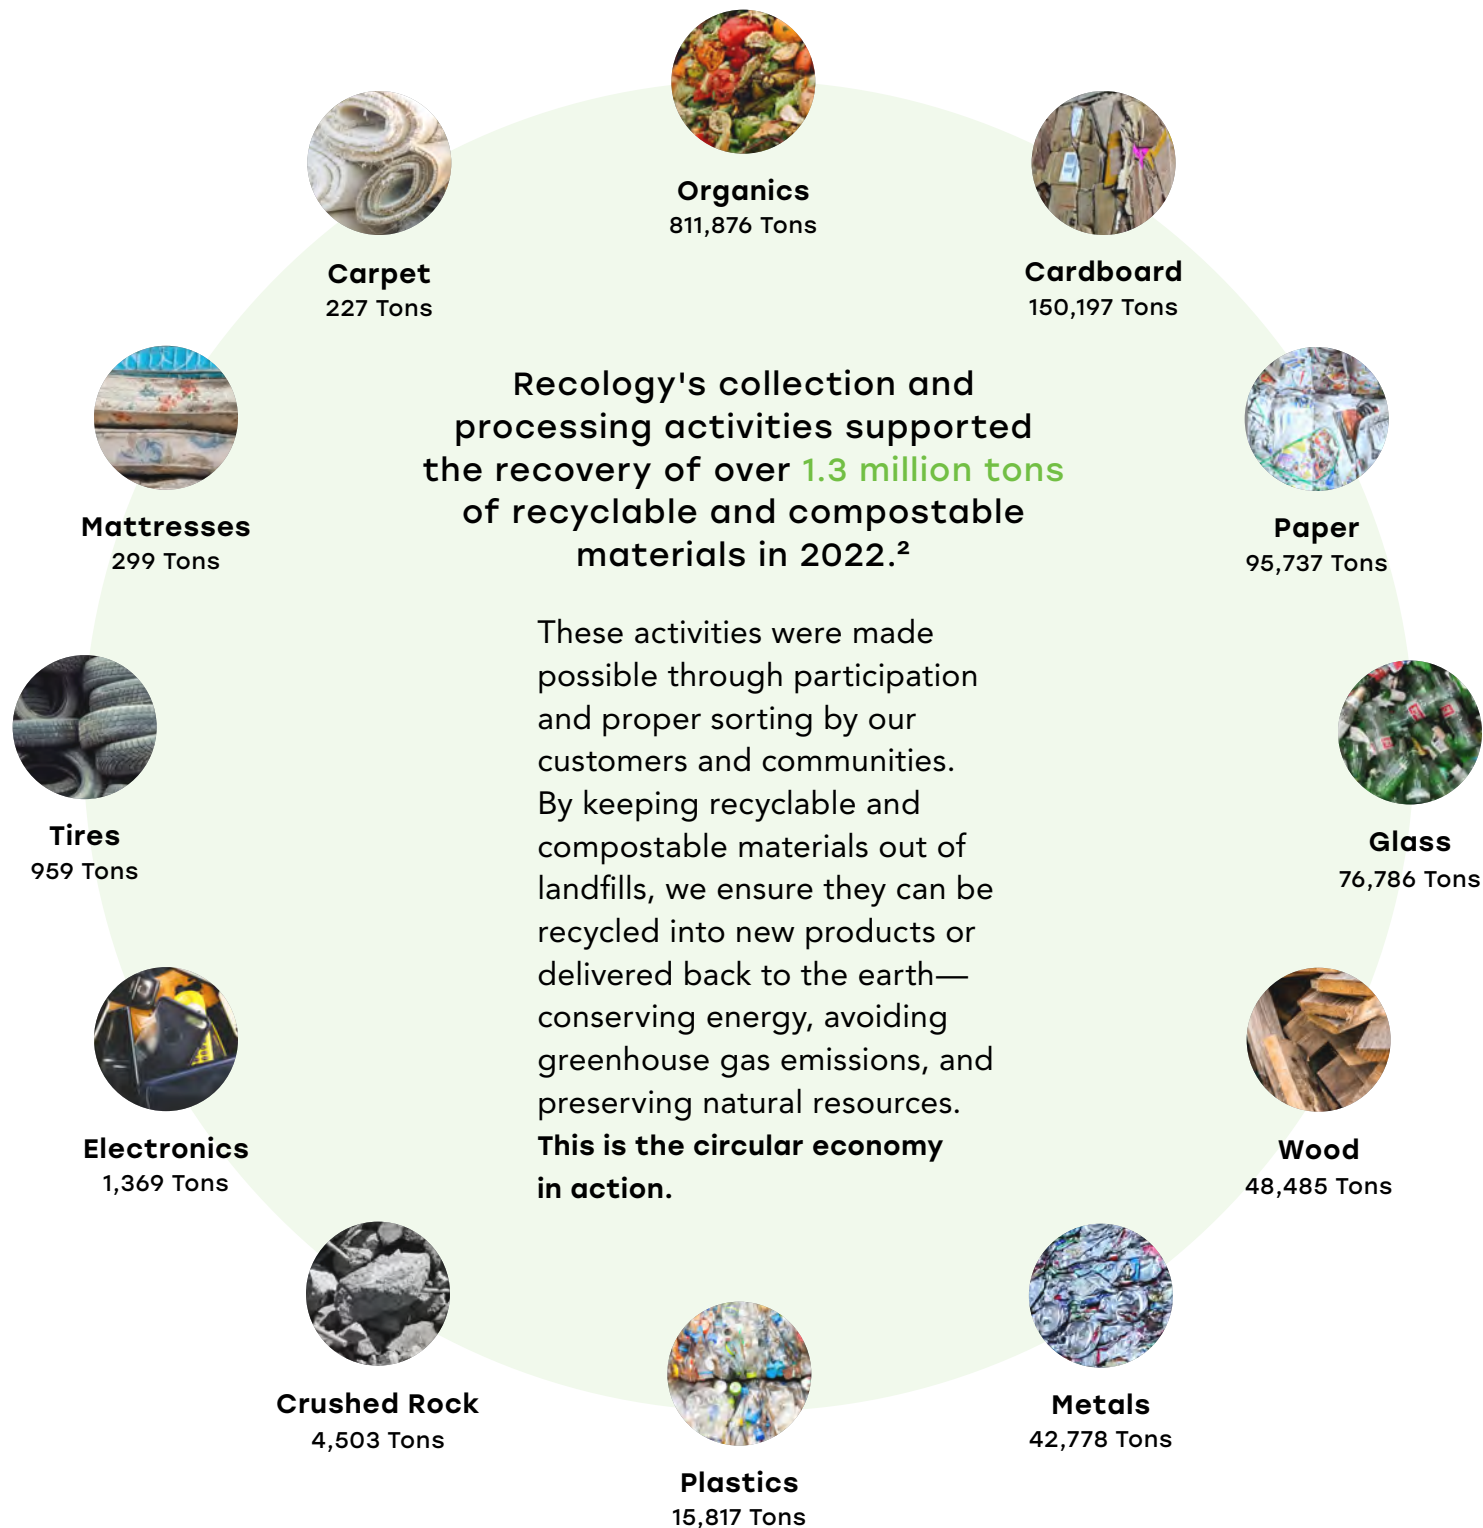 Organics
811,876 Tons
Cardboard
150,197 Tons
Paper
95,737 Tons
Glass
76,786 Tons
Wood
48,485 Tons
Metals
42,778 Tons
Plastics
15,817 Tons
Crushed Rock
4,503 Tons
Electronics
1,369 Tons
Tires
959 Tons
Mattresses
299 Tons
Carpet
227 Tons
Recology's collection and
processing activities supported
the recovery of over 1.3 million tons
of recyclable and compostable
materials in 2022.²
These activities were made
possible through participation
and proper sorting by our
customers and communities.
By keeping recyclable and
compostable materials out of
landfills, we ensure they can be
recycled into new products or
delivered back to the earth—
conserving energy, avoiding
greenhouse gas emissions, and
preserving natural resources.
This is the circular economy
in action.